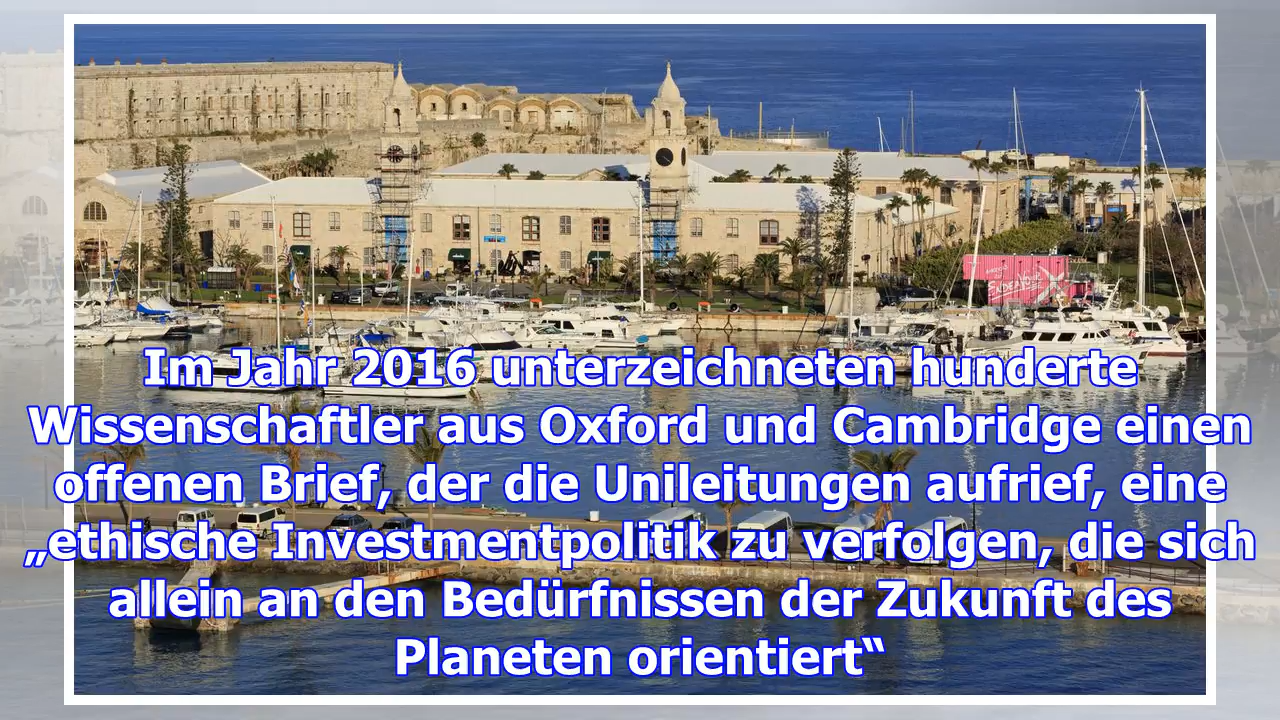 Im Jahr 2016 unterzeichneten hunderte
Wissenschaftler aus Oxford und Cambridge einen
offenen Brief, der die Unileitungen aufrief, eine
„ethische Investmentpolitik zu verfolgen, die sich
allein an den Bedürfnissen der Zukunft des
Planeten orientiert“